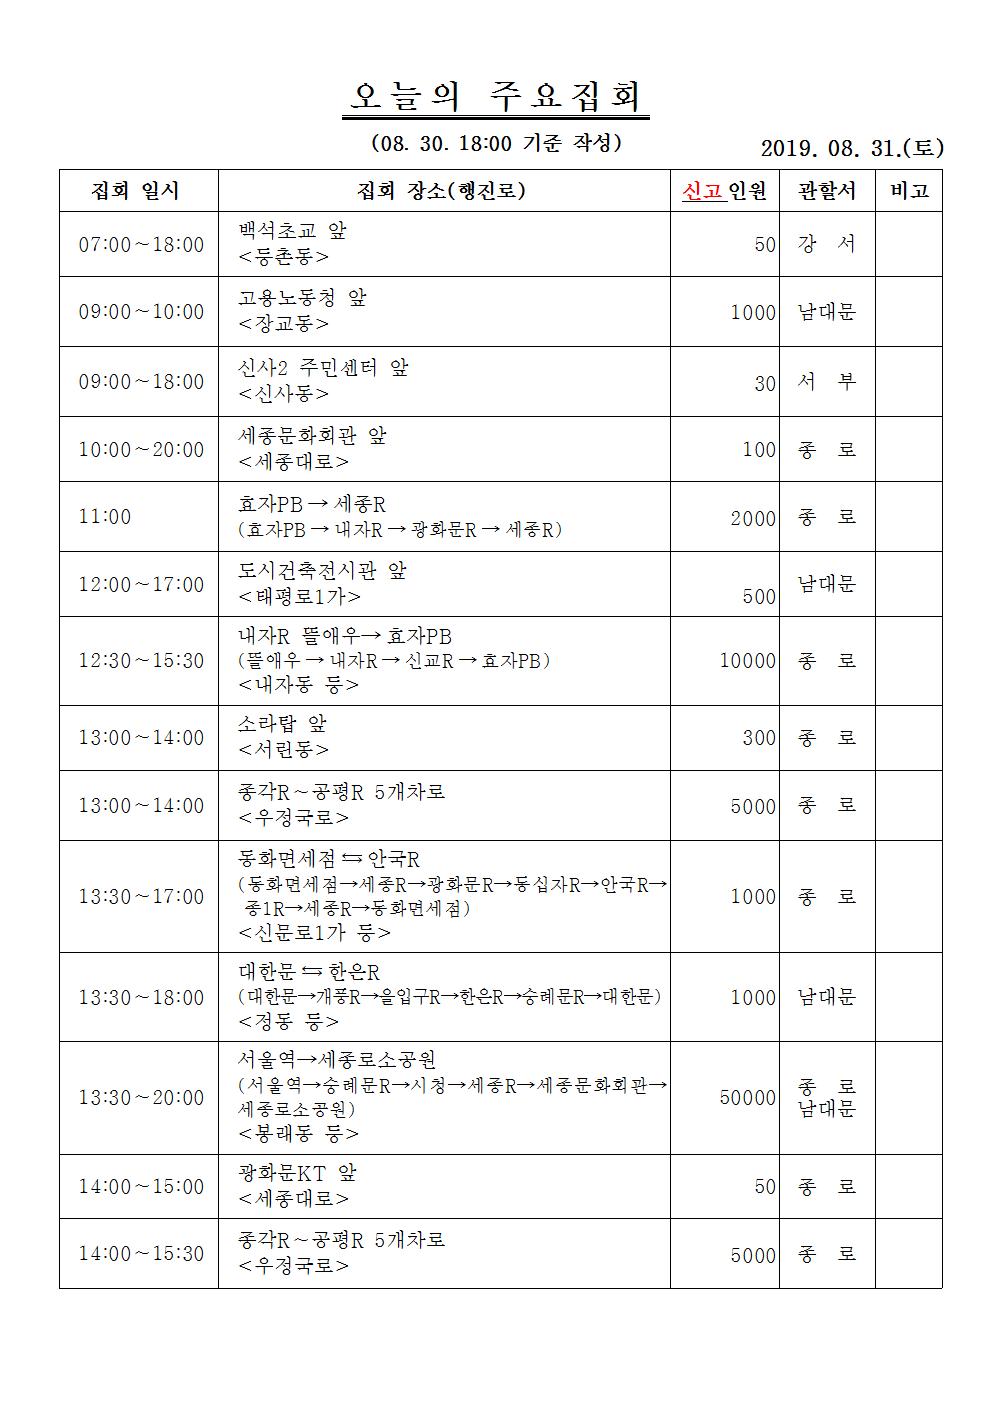 오늘의 주요집회
(08. 30. 18:00 기준 작성)
2019. 08. 31.(토)
집회 일시 집회 장소(행진로) 신고인원 관할서 비고
07:00~18:00 백석초교 앞 50 강 서
<등촌동>
09:00~10:00 고용노동청 앞 1000 남대문
<장교동>
09:00~18:00 신사2 주민센터 앞 30 서 부
<신사동>
10:00~20:00 세종문화회관 앞 100 종 로
<세종대로>
11:00 효자PB→세종R 2000 종 로
(효자PB→내자R→광화문R→세종R)
12:00~17:00 도시건축전시관 앞 500 남대문
<태평로1가>
12:30~15:30 내자R 뜰애우→효자PB 10000 종 로
(뜰애우→내자R→신교R→효자PB)
<내자동 등>
13:00~14:00 소라탑 앞 300 종 로
<서린동>
13:00~14:00 종각R~공평R 5개차로 5000 종 로
<우정국로>
13:30~17:00 동화면세점⇆안국R 1000 종 로
(동화면세점→세종R→광화문R→동십자R→안국R→
종1R→세종R→동화면세점)
<신문로1가 등>
13:30~18:00 대한문⇆한은R 1000 남대문
(대한문→개풍R→을입구R→한은R→숭례문R→대한문)
<정동 등>
13:30~20:00 서울역→세종로소공원 50000 종 로
(서울역→숭례문R→시청→세종R→세종문화회관→ 남대문
세종로소공원)
<봉래동 등>
14:00~15:00 광화문KT 앞 50 종 로
<세종대로>
14:00~15:30 종각R~공평R 5개차로 5000 종 로
<우정국로>